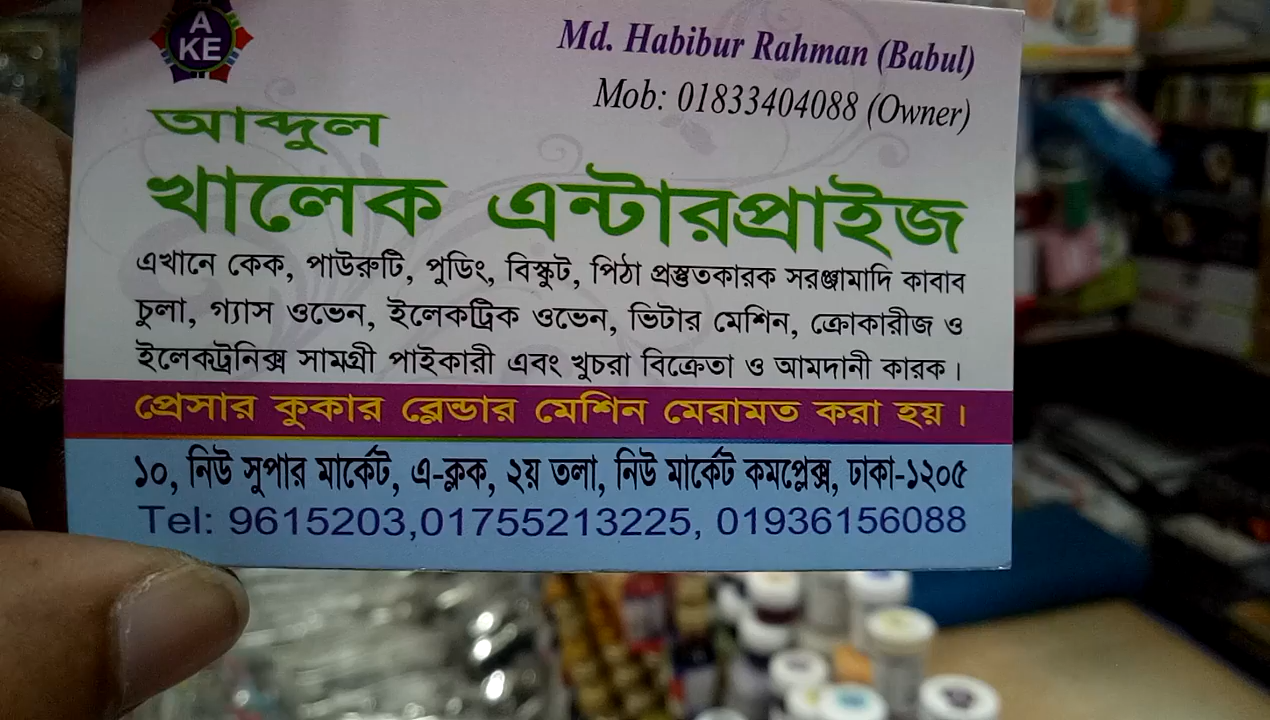 A
KE
Md. Habibur Rahman (Babul)
Mob: 01833404088 (Owner)
আব্দুল
খালেক এন্টারপ্রাইজ
এখানে কেক, পাউরুটি, পুডিং, বিস্কুট, পিঠা প্রস্তুতকারক সরঞ্জামাদি কাবাব
চুলা, গ্যাস ওভেন, ইলেকট্রিক ওভেন, ভিটার মেশিন, ক্রোকারীজ ও
ইলেকট্রনিক্স সামগ্রী পাইকারী এবং খুচরা বিক্রেতা ও আমদানী কারক।
প্রেসার কুকার ব্লেন্ডার মেশিন মেরামত করা হয়।
১০, নিউ সুপার মার্কেট, এ-ব্লক, ২য় তলা, নিউ মার্কেট কমপ্লেক্স, ঢাকা-১২০৫
Tel: 9615203,01755213225, 01936156088